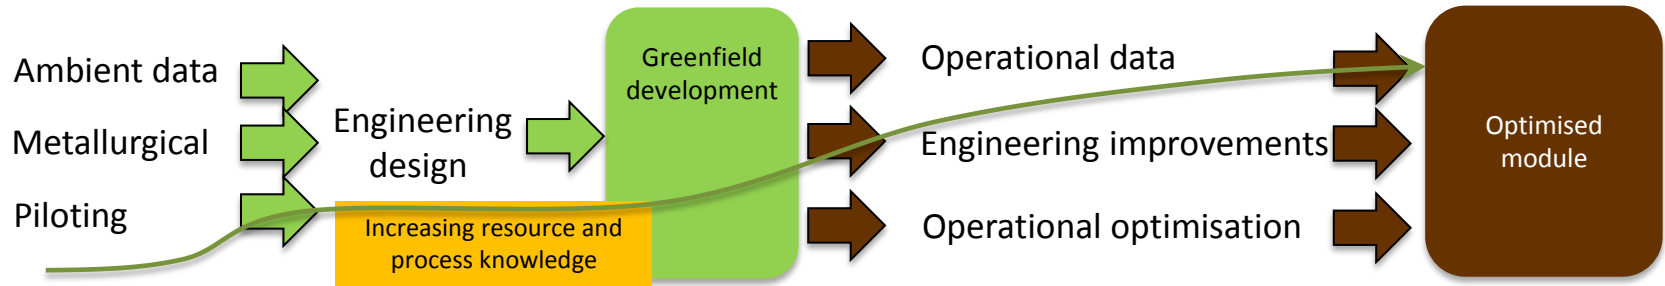 Ambient data
Metallurgical
Piloting
Engineering
design
Increasing resource and
process knowledge
Greenfield
development
Operational data
Engineering improvements
Operational optimisation
Optimised
module